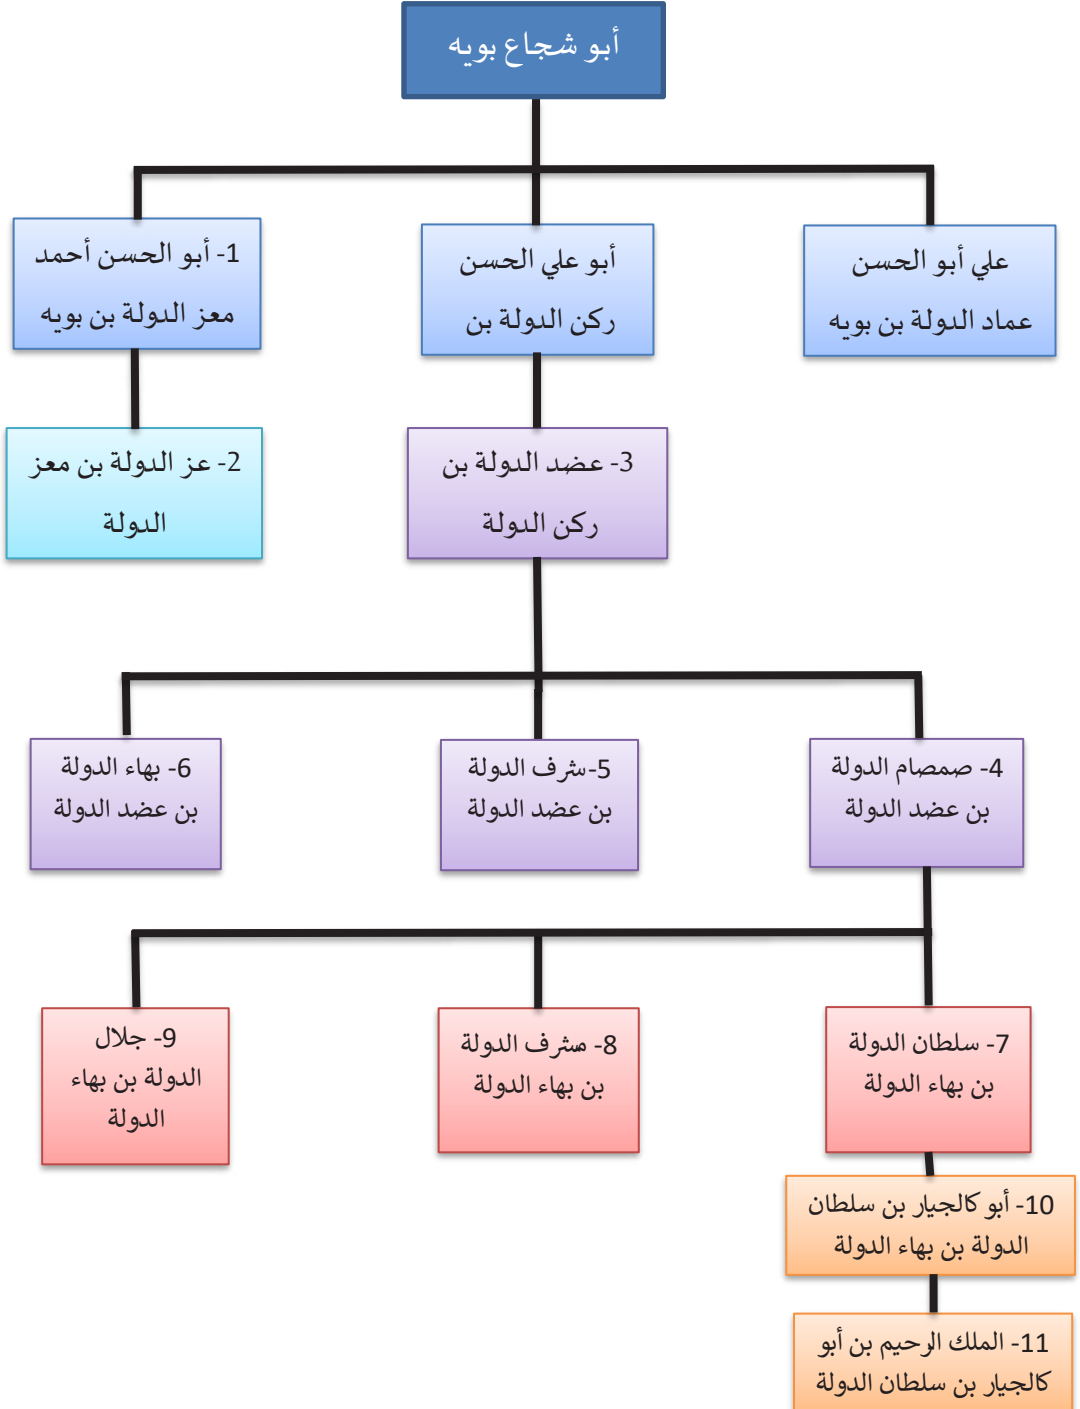 أبو شجاع بويه
علي أبو الحسن
عماد الدولة بن بويه
أبو علي الحسن
ركن الدولة بن
1- أبو الحسن أحمد
معز الدولة بن بويه
3- عضد الدولة بن
ركن الدولة
2- عز الدولة بن معز
الدولة
4- صمصام الدولة
بن عضد الدولة
5-شرف الدولة
بن عضد الدولة
6- بهاء الدولة
بن عضد الدولة
7- سلطان الدولة
بن بهاء الدولة
8- مشرف الدولة
بن بهاء الدولة
9- جلال
الدولة بن بهاء
الدولة
10- أبو كالجيار بن سلطان
الدولة بن بهاء الدولة
11- الملك الرحيم بن أبو
كالجيار بن سلطان الدولة